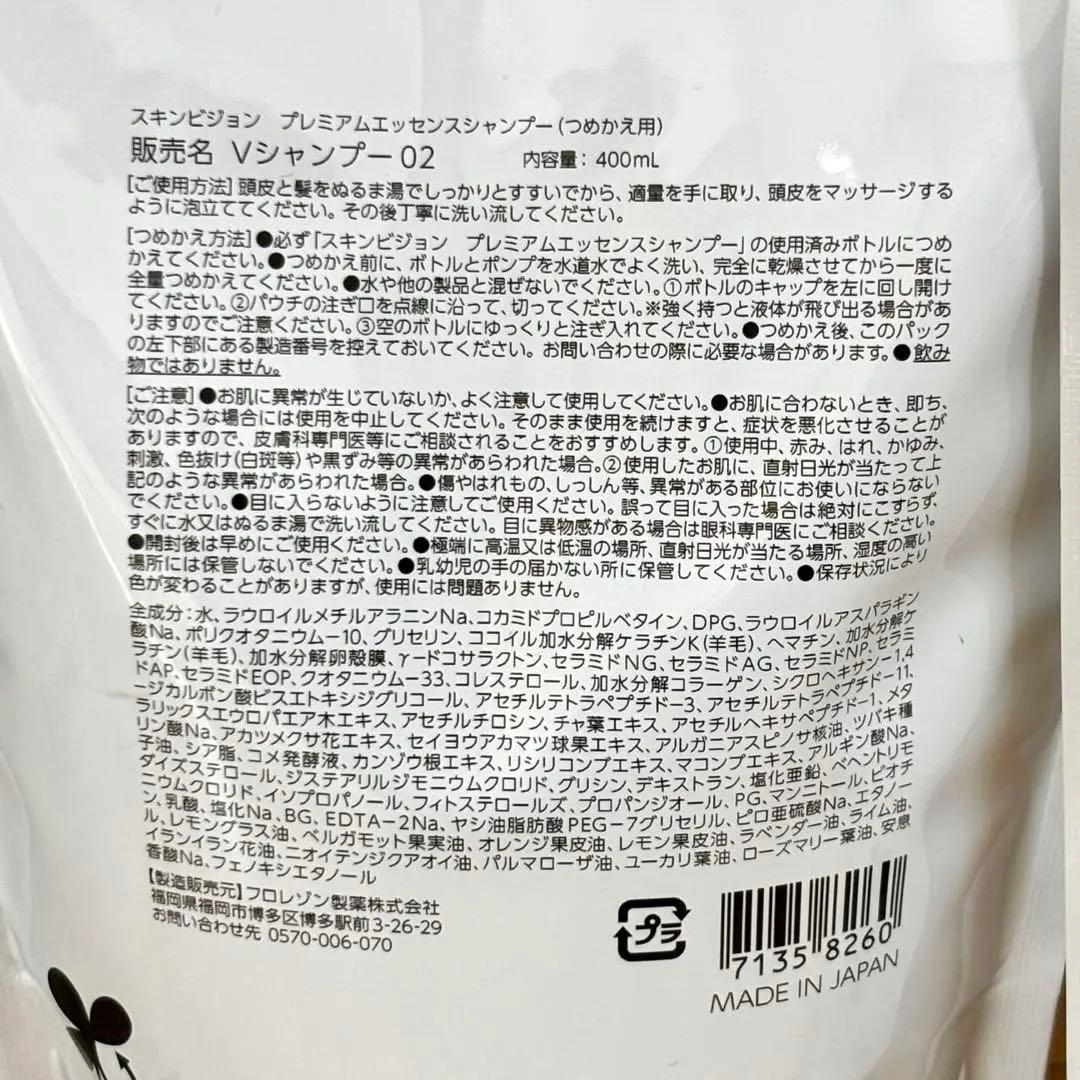 スキンビジョン　プレミアムエッセンスシャンプー(つめかえ用)
販売名 Vシャンプー02　内容量：400mL
[ご使用方法]頭皮と髪をぬるま湯でしっかりとすすいでから、適量を手に取り、頭皮をマッサージする
ように泡立ててください。その後丁寧に洗い流してください。
[つめかえ方法]●必ず「スキンビジョン　プレミアムエッセンスシャンプー」の使用済みボトルにつめ
かえてください。●つめかえ前に、ボトルとポンプを水道水でよく洗い、完全に乾燥させてから一度に
全量つめかえてください。●水や他の製品と混ぜないでください。①ボトルのキャップを左に回し開け
てください。②パウチの注ぎ口を点線に沿って、切ってください。※強く持つと液体が飛び出る場合があ
りますのでご注意ください。③空のボトルにゆっくりと注ぎ入れてください。●つめかえ後、このパック
の左下部にある製造番号を控えておいてください。お問い合わせの際に必要な場合があります。●飲み
物ではありません。
[ご注意]●お肌に異常が生じていないか、よく注意して使用してください。●お肌に合わないとき、即ち、
次のような場合には使用を中止してください。そのまま使用を続けますと、症状を悪化させることが
ありますので、皮膚科専門医等にご相談されることをおすすめします。①使用中、赤み、はれ、かゆみ、
刺激、色抜け(白斑等)や黒ずみ等の異常があらわれた場合。②使用したお肌に、直射日光が当たって上
記のような異常があらわれた場合。●傷やはれもの、しっしん等、異常がある部位にお使いにならない
でください。●目に入らないように注意してご使用ください。誤って目に入った場合は絶対にこすらず、
すぐに水又はぬるま湯で洗い流してください。目に異物感がある場合は眼科専門医にご相談ください。
●開封後は早めにご使用ください。●極端に高温又は低温の場所、直射日光が当たる場所、湿度の高い
場所には保管しないでください。●乳幼児の手の届かない所に保管してください。●保存状況により
色が変わることがありますが、使用には問題ありません。
全成分：水、ラウロイルメチルアラニンNa、コカミドプロピルベタイン、DPG、ラウロイルアスパラギン
酸Na、ポリクオタニウム-10、グリセリン、ココイル加水分解ケラチンK(羊毛)、ヘマチン、加水分解ケ
ラチン(羊毛)、加水分解卵殻膜、γ-ドコサラクトン、セラミドNG、セラミドAG、セラミドNP、セラミ
ドAP、セラミドEOP、クオタニウム-33、コレステロール、加水分解コラーゲン、シクロヘキサン-1,4
-ジカルボン酸ビスエトキシジグリコール、アセチルテトラペプチド-3、アセチルテトラペプチド-11、
ラリックスエウロパエア木エキス、アセチルチロシン、チャ葉エキス、アセチルヘキサペプチド-1、メタ
リン酸Na、アカツメクサ花エキス、セイヨウアカマツ球果エキス、アルガニアスピノサ核油、ツバキ種
子油、シア脂、コメ発酵液、カンゾウ根エキス、リシリコンブエキス、マコンブエキス、アルギン酸Na、
ダイズステロール、ジステアリルジモニウムクロリド、グリシン、デキストラン、塩化亜鉛、ベヘントリモ
ニウムクロリド、イソプロパノール、フィトステロールズ、プロパンジオール、PG、マンニトール、ピオチ
ン、乳酸、塩化Na、BG、EDTA-2Na、ヤシ油脂肪酸PEG-7グリセリル、ピロ亜硫酸Na、エタノー
ル、レモングラス油、ベルガモット果実油、オレンジ果皮油、レモン果皮油、ラベンダー油、ライム油、
イランイラン花油、ニオイテンジクアオイ油、パルマローザ油、ユーカリ葉油、ローズマリー葉油、安息
香酸Na、フェノキシエタノール
【製造販売元】フロレゾン製薬株式会社
福岡県福岡市博多区博多駅前3-26-29
お問い合わせ先 0570-006-070
プラ
7135 8260
MADE IN JAPAN